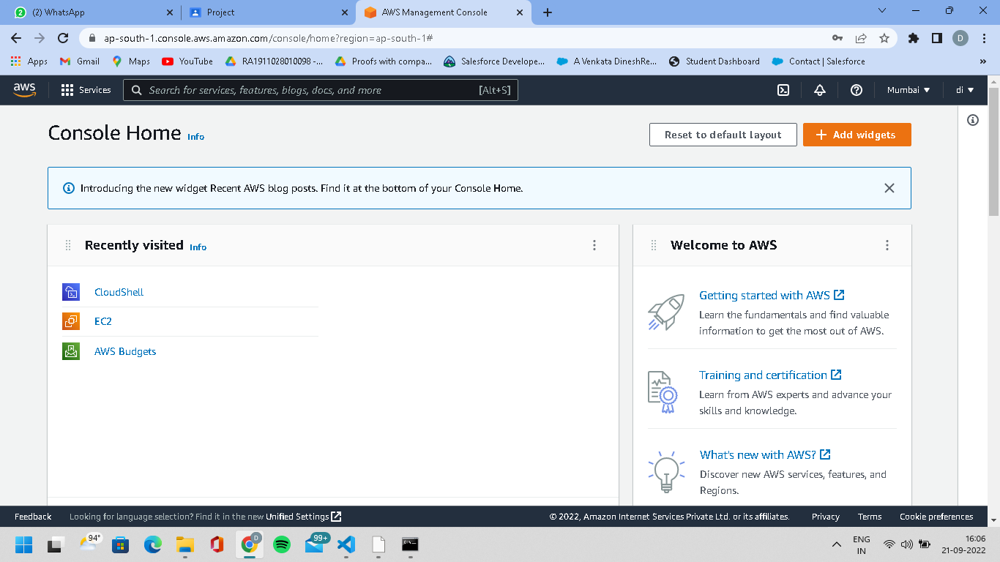 (2) WhatsApp
Project
AWS Management Console
ap-south-1.console.aws.amazon.com/console/home?region=ap-south-1#
D
Apps
Gmail
Maps
YouTube
RA1911028010098 -...
Proofs with compa...
Salesforce Develope...
A Venkata DineshRe...
Student Dashboard
Contact | Salesforce
»
aws
Services
Search for services, features, blogs, docs, and more
[Alt+S]
Mumbai
di
Console Home Info
Reset to default layout
+ Add widgets
Introducing the new widget Recent AWS blog posts. Find it at the bottom of your Console Home.
Recently visited Info
CloudShell
EC2
AWS Budgets
Welcome to AWS
Getting started with AWS
Learn the fundamentals and find valuable
information to get the most out of AWS.
Training and certification
Learn from AWS experts and advance your
skills and knowledge.
What's new with AWS?
Discover new AWS services, features, and
Regions.
Feedback
Looking for language selection? Find it in the new Unified Settings
© 2022, Amazon Internet Services Private Ltd. or its affiliates.
Privacy
Terms
Cookie preferences
94°
D
99+
ENG
IN
16:06
21-09-2022